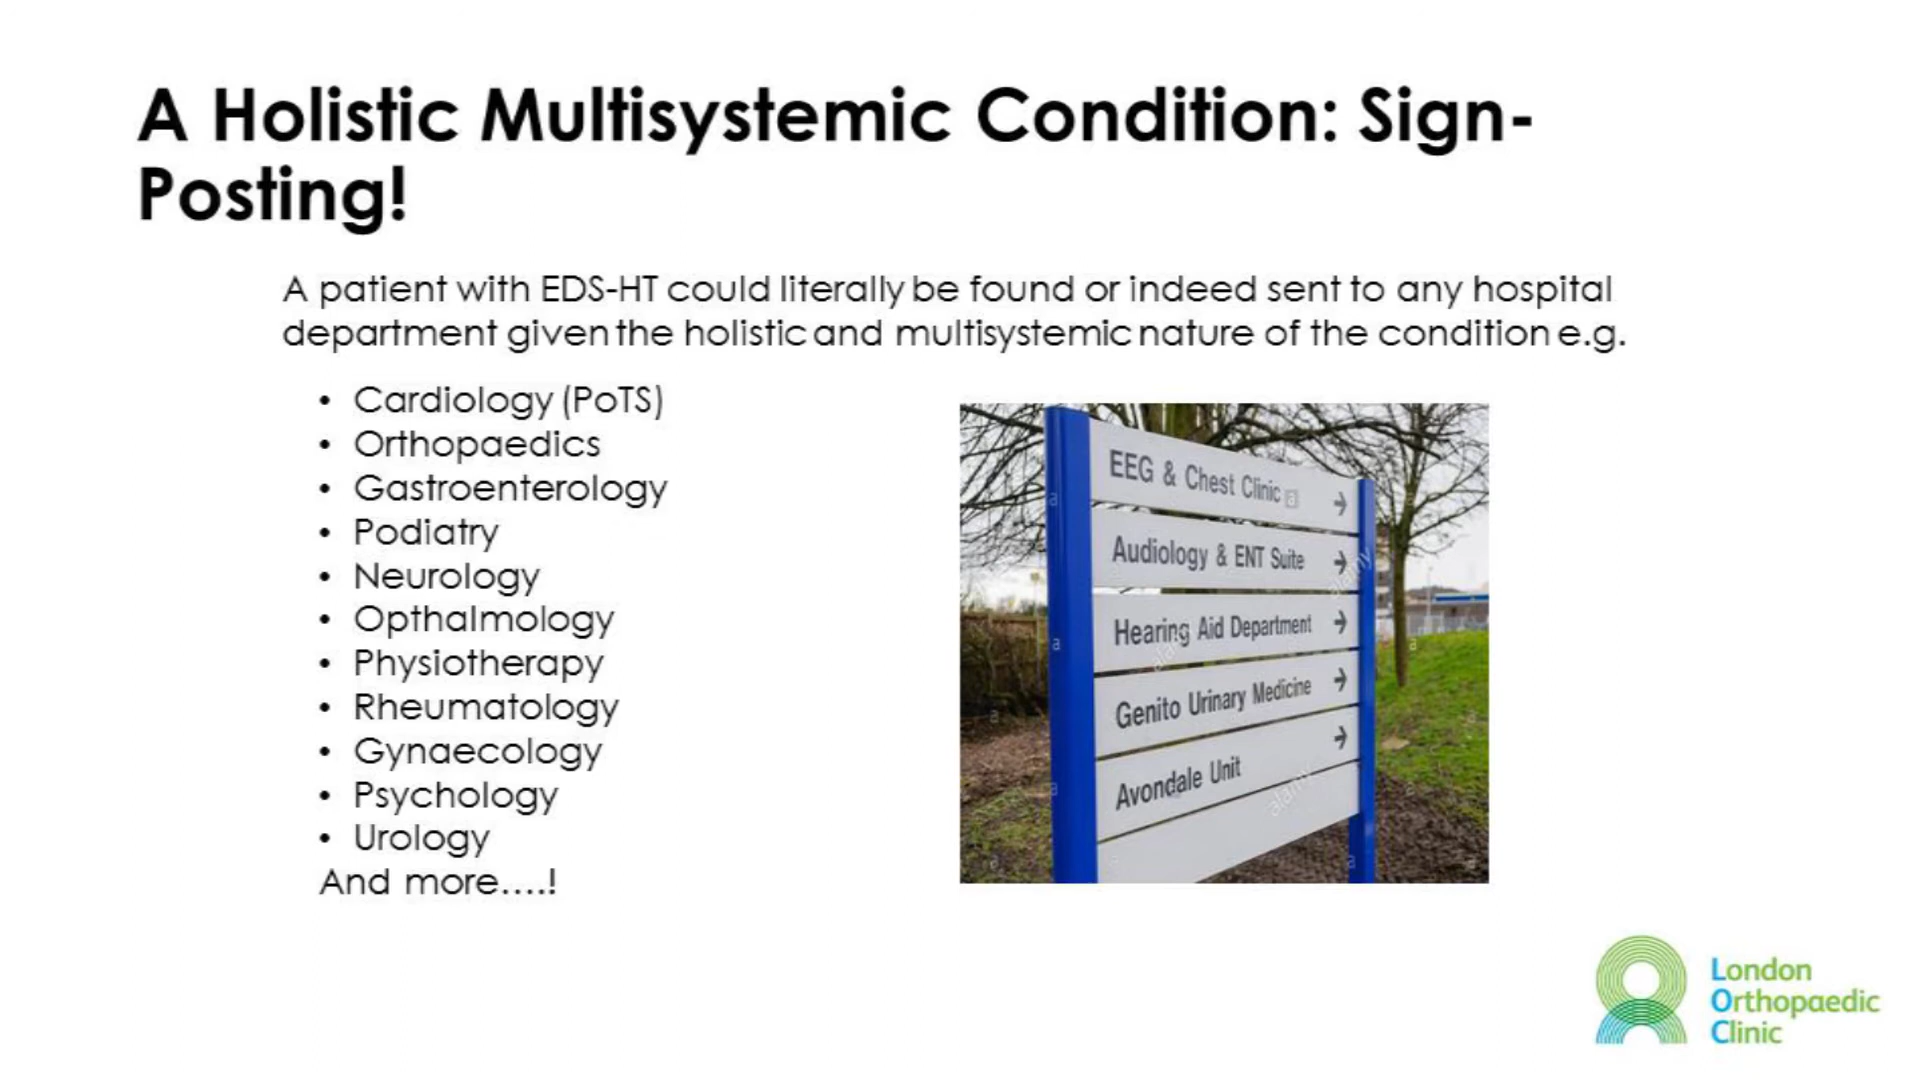 A Holistic Multisystemic Condition: Sign-
Posting!
A patient with EDS-HT could literally be found or indeed sent to any hospital
department given the holistic and multisystemic nature of the condition e.g.
• Cardiology (PoTS)
• Orthopaedics
• Gastroenterology
• Podiatry
• Neurology
• Opthalmology
• Physiotherapy
• Rheumatology
• Gynaecology
• Psychology
• Urology
And more....!
EEG & Chest Clinic
Audiology & ENT Suite
Hearing Aid Department
Genito Urinary Medicine
Avondale Unit
alamy
alamy
alamy
London
Orthopaedic
Clinic